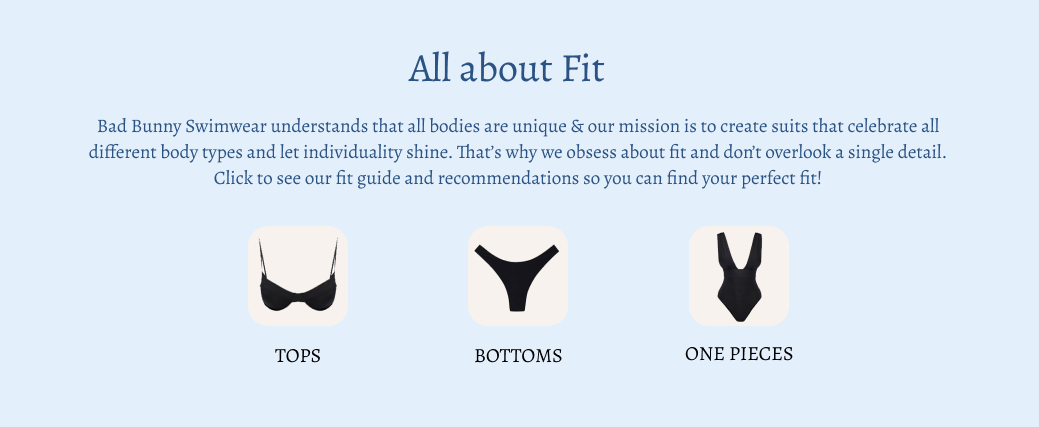 All about Fit
Bad Bunny Swimwear understands that all bodies are unique & our mission is to create suits that celebrate all
different body types and let individuality shine. That’s why we obsess about fit and don’t overlook a single detail.
Click to see our fit guide and recommendations so you can find your perfect fit!
TOPS
BOTTOMS
ONE PIECES